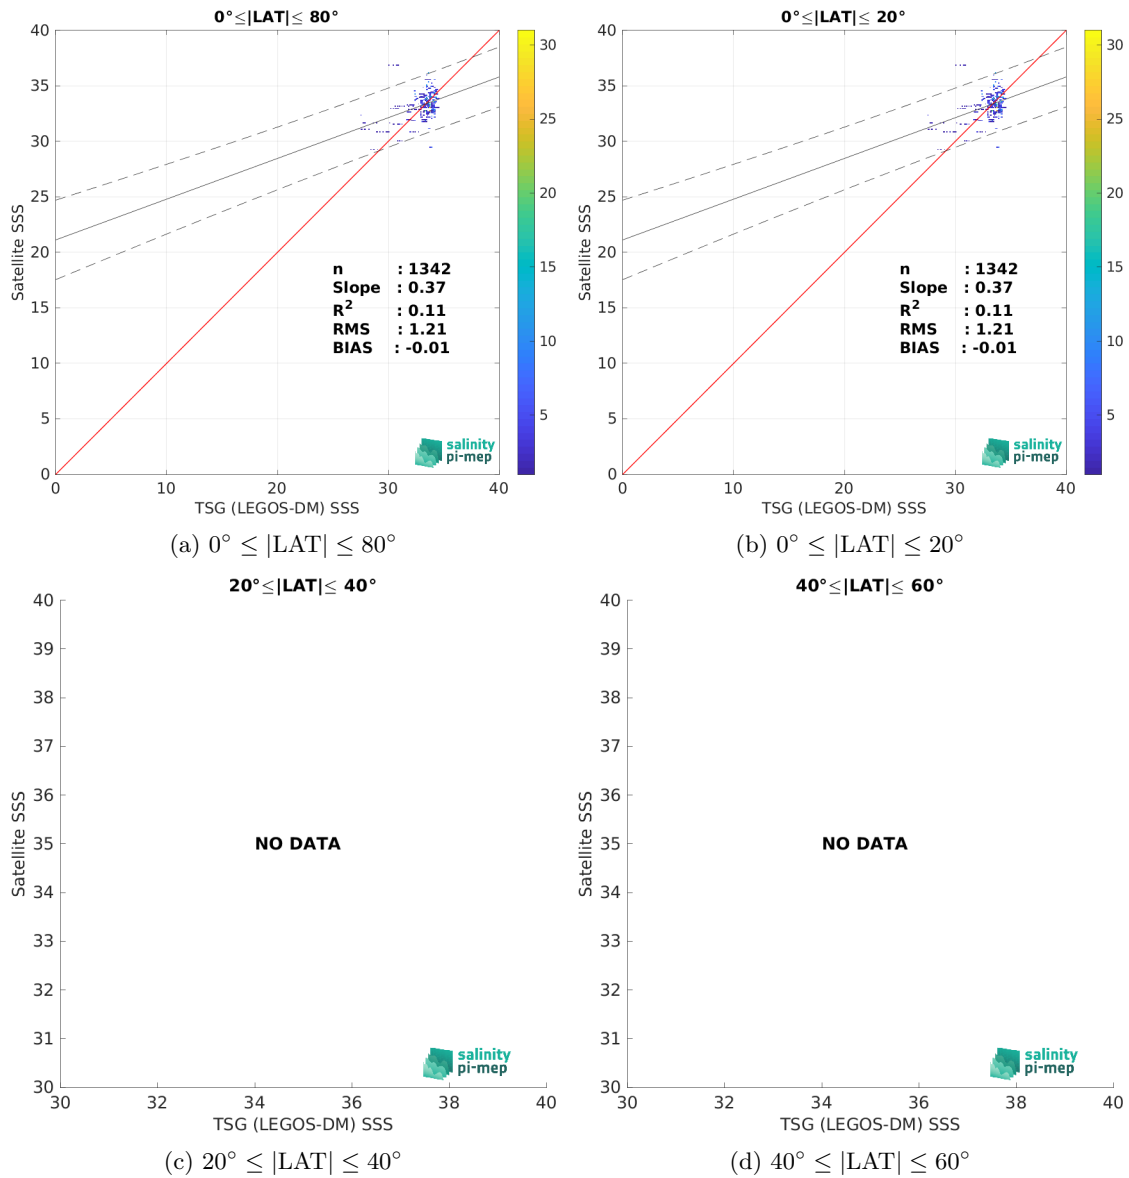 0°≤|LAT|≤ 80°
40
35
30
25
20
15
10
5
0
Satellite SSS
0
10
20
30
40
TSG (LEGOS-DM) SSS
n : 1342
Slope : 0.37
R² : 0.11
RMS : 1.21
BIAS : -0.01
salinity
pi-mep
30
25
20
15
10
5
(a) 0° ≤ |LAT| ≤ 80°
0°≤|LAT|≤ 20°
40
35
30
25
20
15
10
5
0
Satellite SSS
0
10
20
30
40
TSG (LEGOS-DM) SSS
n : 1342
Slope : 0.37
R² : 0.11
RMS : 1.21
BIAS : -0.01
salinity
pi-mep
30
25
20
15
10
5
(b) 0° ≤ |LAT| ≤ 20°
20°≤|LAT|≤ 40°
40
39
38
37
36
35
34
33
32
31
30
Satellite SSS
NO DATA
salinity
pi-mep
30
32
34
36
38
40
TSG (LEGOS-DM) SSS
(c) 20° ≤ |LAT| ≤ 40°
40°≤|LAT|≤ 60°
40
39
38
37
36
35
34
33
32
31
30
Satellite SSS
NO DATA
salinity
pi-mep
30
32
34
36
38
40
TSG (LEGOS-DM) SSS
(d) 40° ≤ |LAT| ≤ 60°